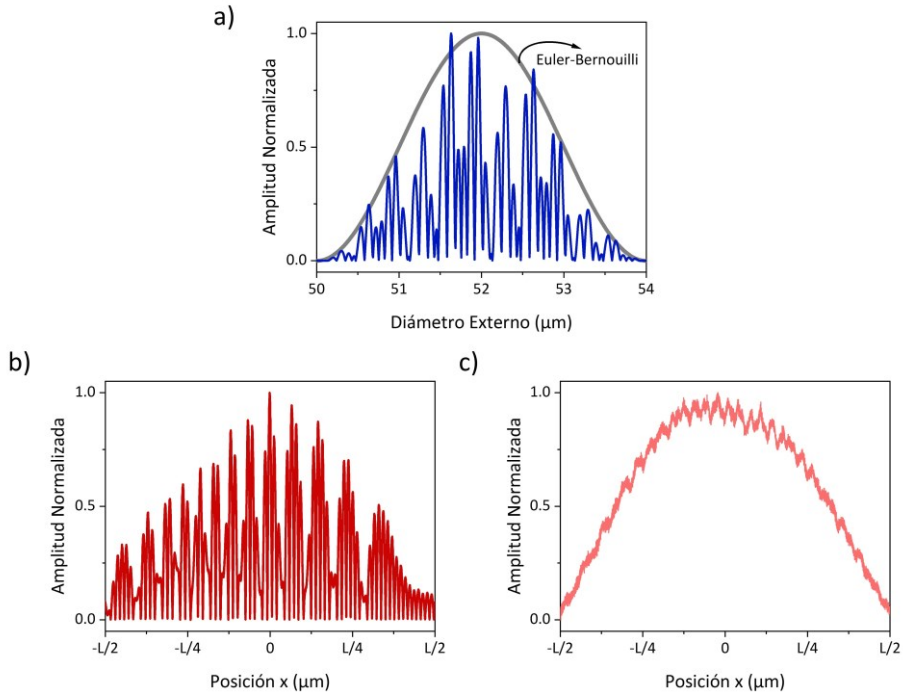 a)
Amplitud Normalizada
1.0
0.5
0.0
Euler-Bernouilli
50
51
52
53
54
Diámetro Externo (µm)
b)
Amplitud Normalizada
1.0
0.5
0.0
-L/2
-L/4
0
L/4
L/2
Posición x (µm)
c)
Amplitud Normalizada
1.0
0.5
0.0
-L/2
-L/4
0
L/4
L/2
Posición x (µm)